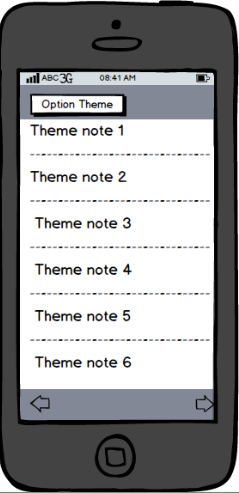 ABC 3G 08:41 AM
Option Theme
Theme note 1
Theme note 2
Theme note 3
Theme note 4
Theme note 5
Theme note 6